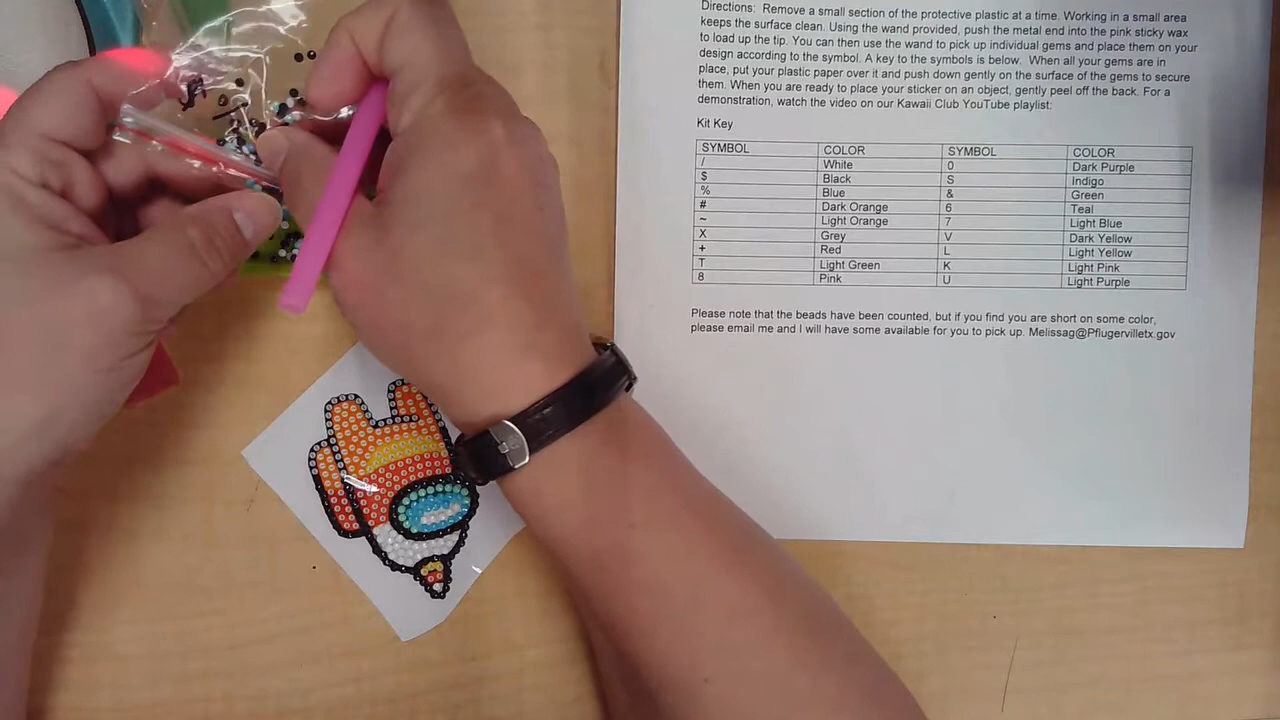 Directions: Remove a small section of the protective plastic at a time. Working in a small area
keeps the surface clean. Using the wand provided, push the metal end into the pink sticky wax
to load up the tip. You can then use the wand to pick up individual gems and place them on your
design according to the symbol. A key to the symbols is below. When all your gems are in
place, put your plastic paper over it and push down gently on the surface of the gems to secure
them. When you are ready to place your sticker on an object, gently peel off the back. For a
demonstration, watch the video on our Kawaii Club YouTube playlist:
Kit Key
SYMBOL COLOR SYMBOL COLOR
/ White 0 Dark Purple
$ Black S Indigo
% Blue & Green
# Dark Orange 6 Teal
~ Light Orange 7 Light Blue
X Grey V Dark Yellow
+ Red L Light Yellow
T Light Green K Light Pink
8 Pink U Light Purple
Please note that the beads have been counted, but if you find you are short on some color,
please email me and I will have some available for you to pick up. Melissag@Pflugervilletx.gov